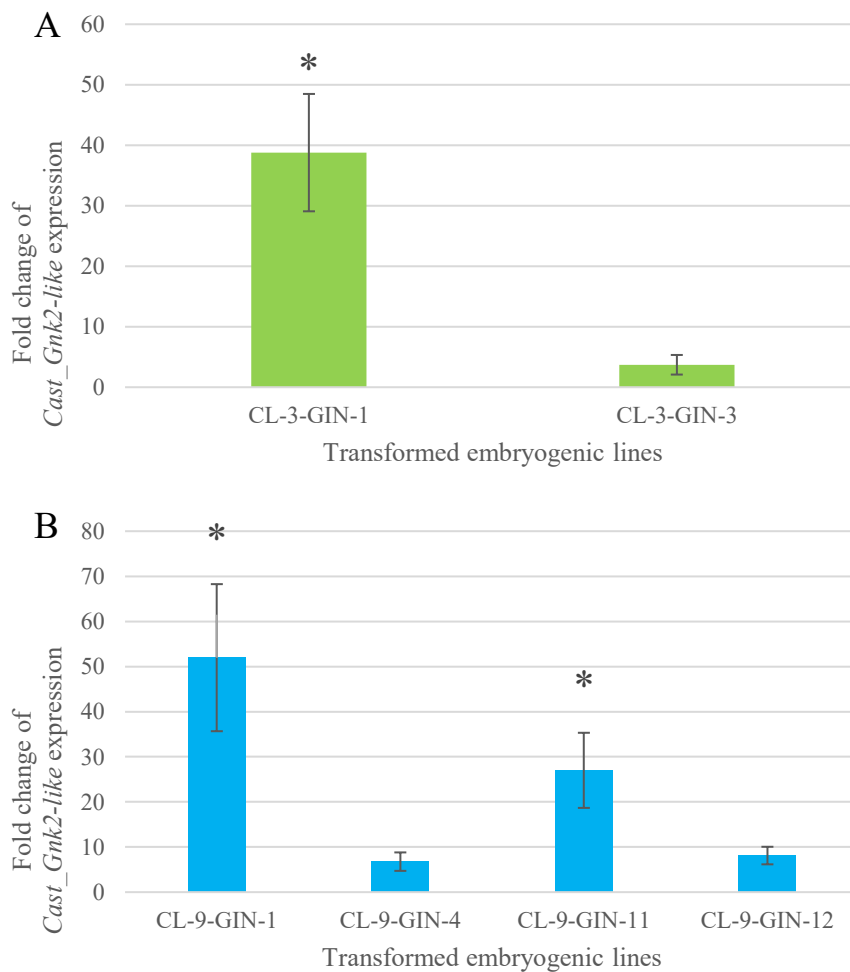 A
60
50
40
30
20
10
0
Fold change of
Cast_Gnk2-like expression
*
CL-3-GIN-1
CL-3-GIN-3
Transformed embryogenic lines
B
80
70
60
50
40
30
20
10
0
Fold change of
Cast_Gnk2-like expression
*
*
CL-9-GIN-1
CL-9-GIN-4
CL-9-GIN-11
CL-9-GIN-12
Transformed embryogenic lines